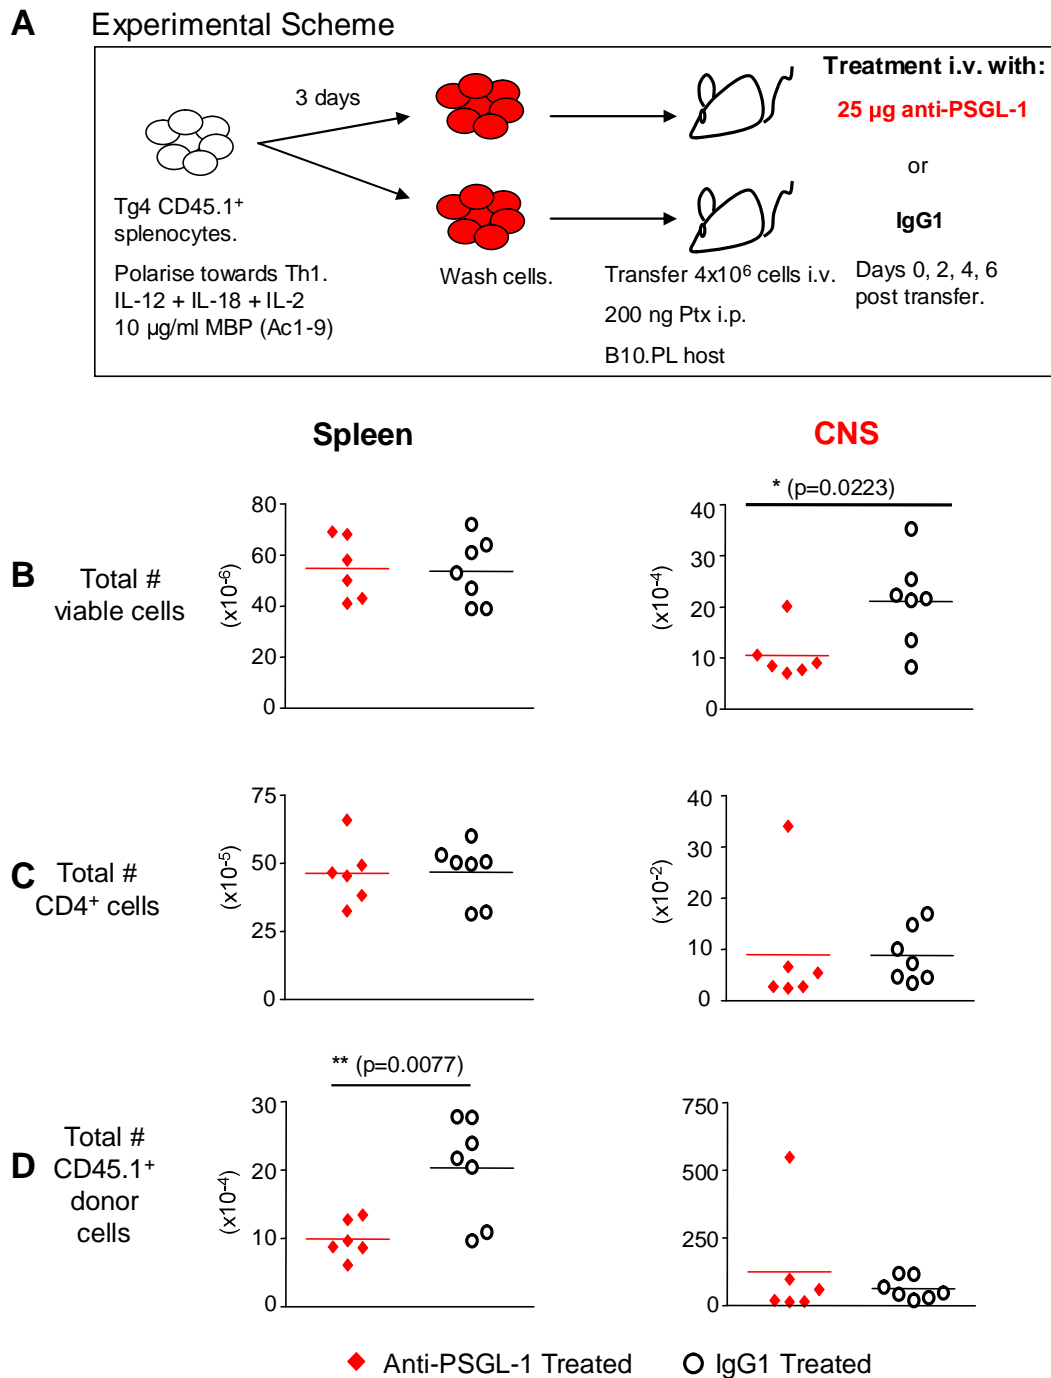 A Experimental Scheme
3 days
Treatment i.v. with:
25 µg anti-PSGL-1
or
IgG1
Days 0, 2, 4, 6
post transfer.
Tg4 CD45.1⁺
splenocytes.
Polarise towards Th1.
IL-12 + IL-18 + IL-2
10 µg/ml MBP (Ac1-9)
Wash cells.
Transfer 4x10⁶ cells i.v.
200 ng Ptx i.p.
B10.PL host
Spleen
CNS
B
Total #
viable cells
(x10⁻⁶)
80
60
40
20
0
* (p=0.0223)
(x10⁻⁴)
40
30
20
10
0
C
Total #
CD4⁺ cells
(x10⁻⁵)
75
50
25
0
(x10⁻²)
40
30
20
10
0
D
Total #
CD45.1⁺
donor
cells
** (p=0.0077)
(x10⁻⁴)
30
20
10
0
750
500
250
0
Anti-PSGL-1 Treated
IgG1 Treated